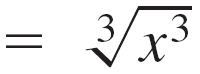 = ∛x³